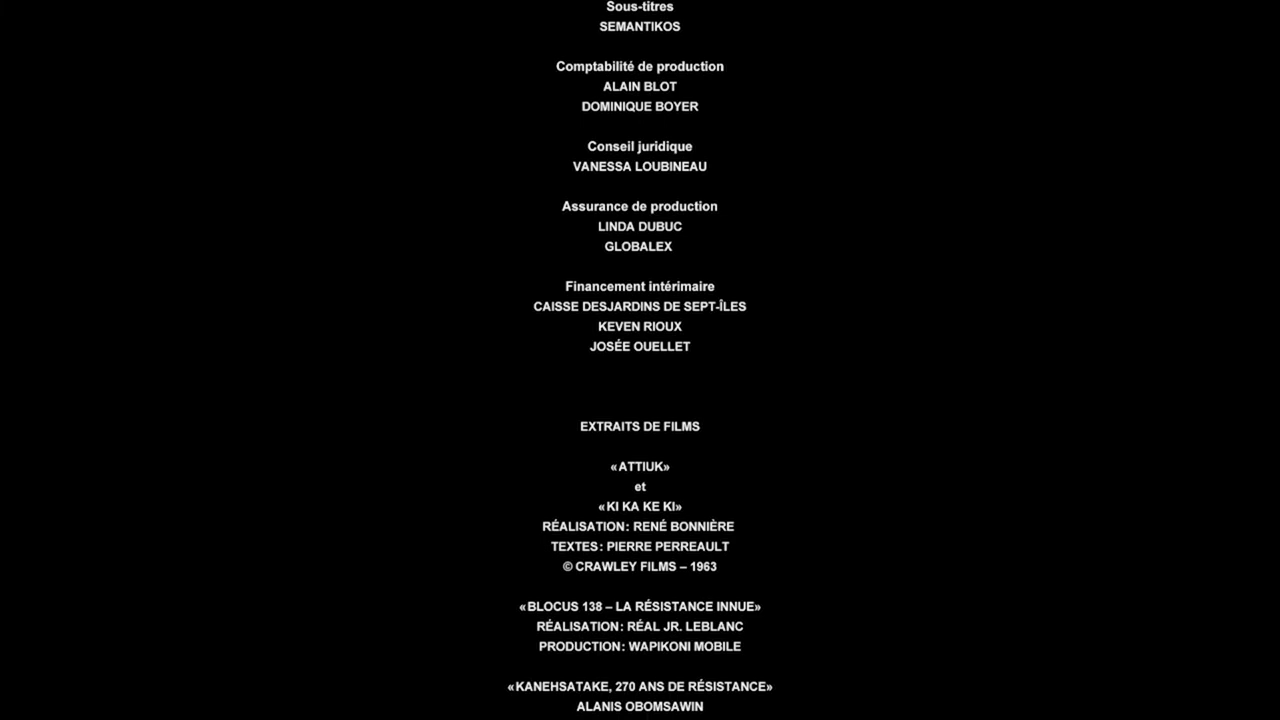 Sous-titres
SEMANTIKOS
Comptabilité de production
ALAIN BLOT
DOMINIQUE BOYER
Conseil juridique
VANESSA LOUBINEAU
Assurance de production
LINDA DUBUC
GLOBALEX
Financement intérimaire
CAISSE DESJARDINS DE SEPT-ÎLES
KEVEN RIOUX
JOSÉE OUELLET
EXTRAITS DE FILMS
«ATTIUK»
et
«KI KA KE KI»
RÉALISATION: RENÉ BONNIÈRE
TEXTES: PIERRE PERREAULT
© CRAWLEY FILMS – 1963
«BLOCUS 138 – LA RÉSISTANCE INNUE»
RÉALISATION: RÉAL JR. LEBLANC
PRODUCTION: WAPIKONI MOBILE
«KANEHSATAKE, 270 ANS DE RÉSISTANCE»
ALANIS OBOMSAWIN